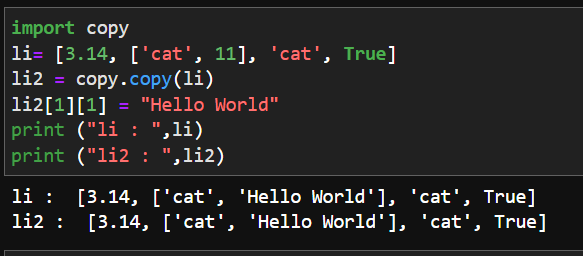 import copy
li= [3.14, ['cat', 11], 'cat', True]
li2 = copy.copy(li)
li2[1][1] = "Hello World"
print ("li : ",li)
print ("li2 : ",li2)
li :  [3.14, ['cat', 'Hello World'], 'cat', True]
li2 :  [3.14, ['cat', 'Hello World'], 'cat', True]